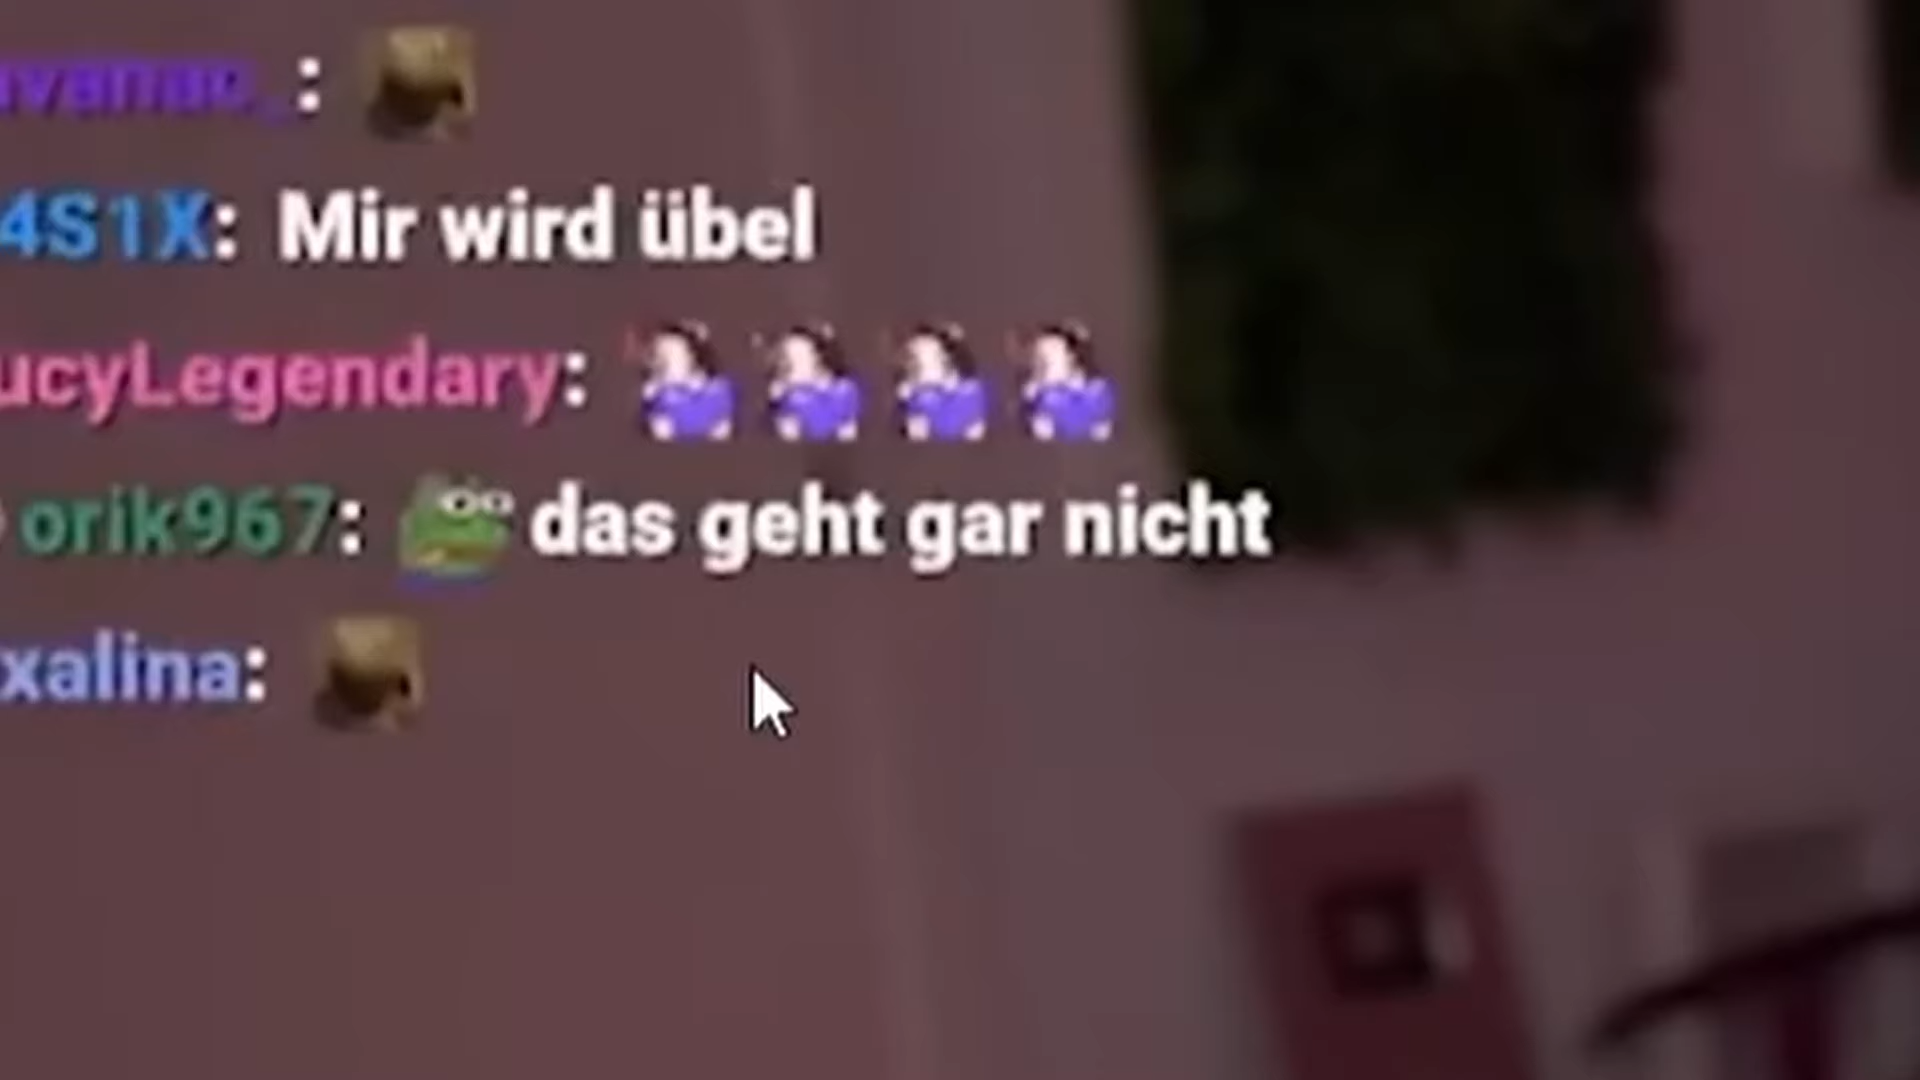 4S1X: Mir wird übel
ucyLegendary:
orik967: das geht gar nicht
xalina: